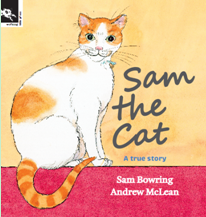 Sam
the
Cat
A true story
Sam Bowring
Andrew McLean